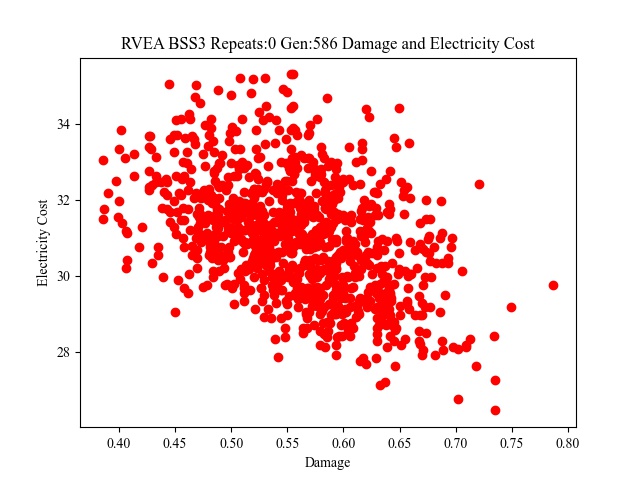 RVEA BSS3 Repeats:0 Gen:586 Damage and Electricity Cost
34
32
30
28
Electricity Cost
0.40 0.45 0.50 0.55 0.60 0.65 0.70 0.75 0.80
Damage